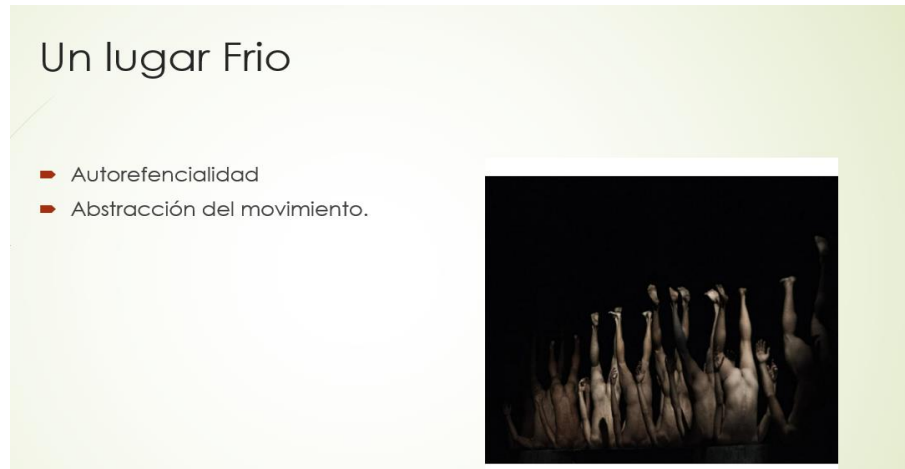 Un lugar Frio
Autorefencialidad
Abstracción del movimiento.